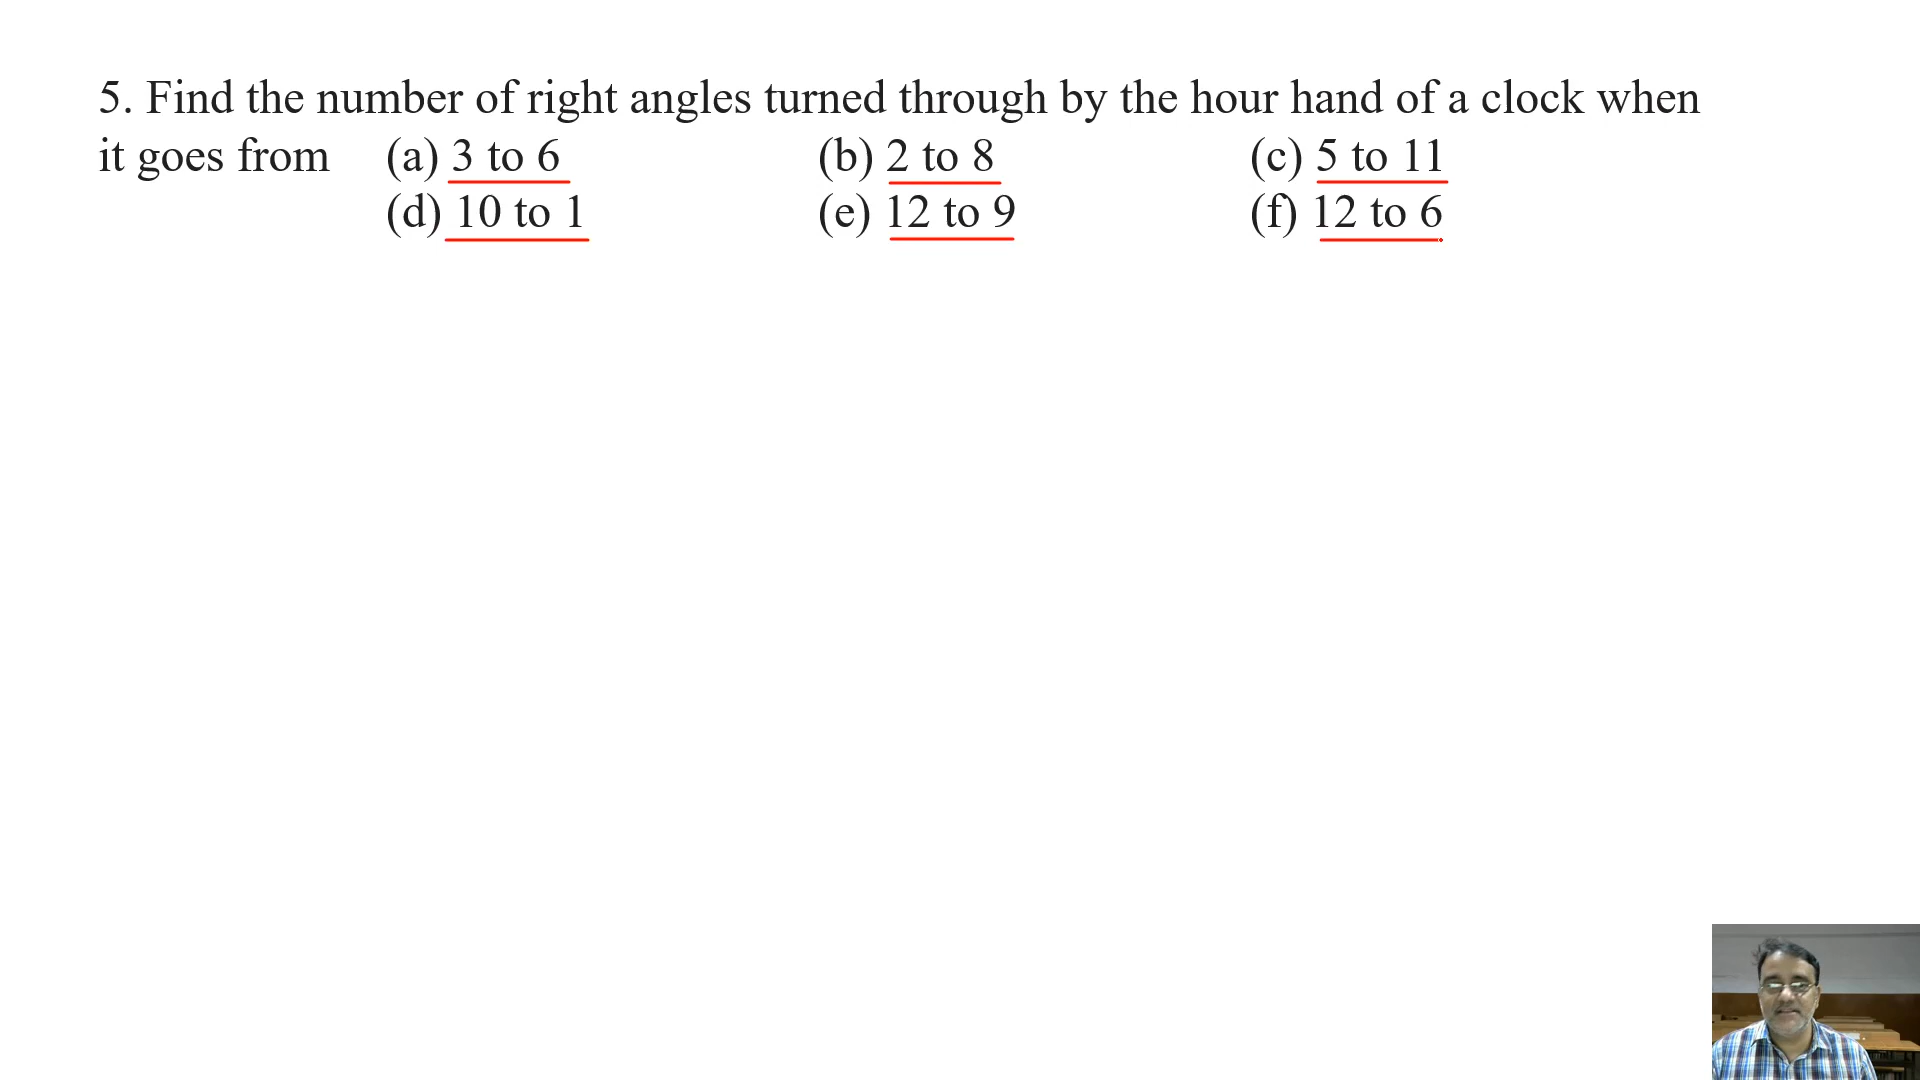 5. Find the number of right angles turned through by the hour hand of a clock when
it goes from (a) 3 to 6 (b) 2 to 8 (c) 5 to 11
(d) 10 to 1 (e) 12 to 9 (f) 12 to 6